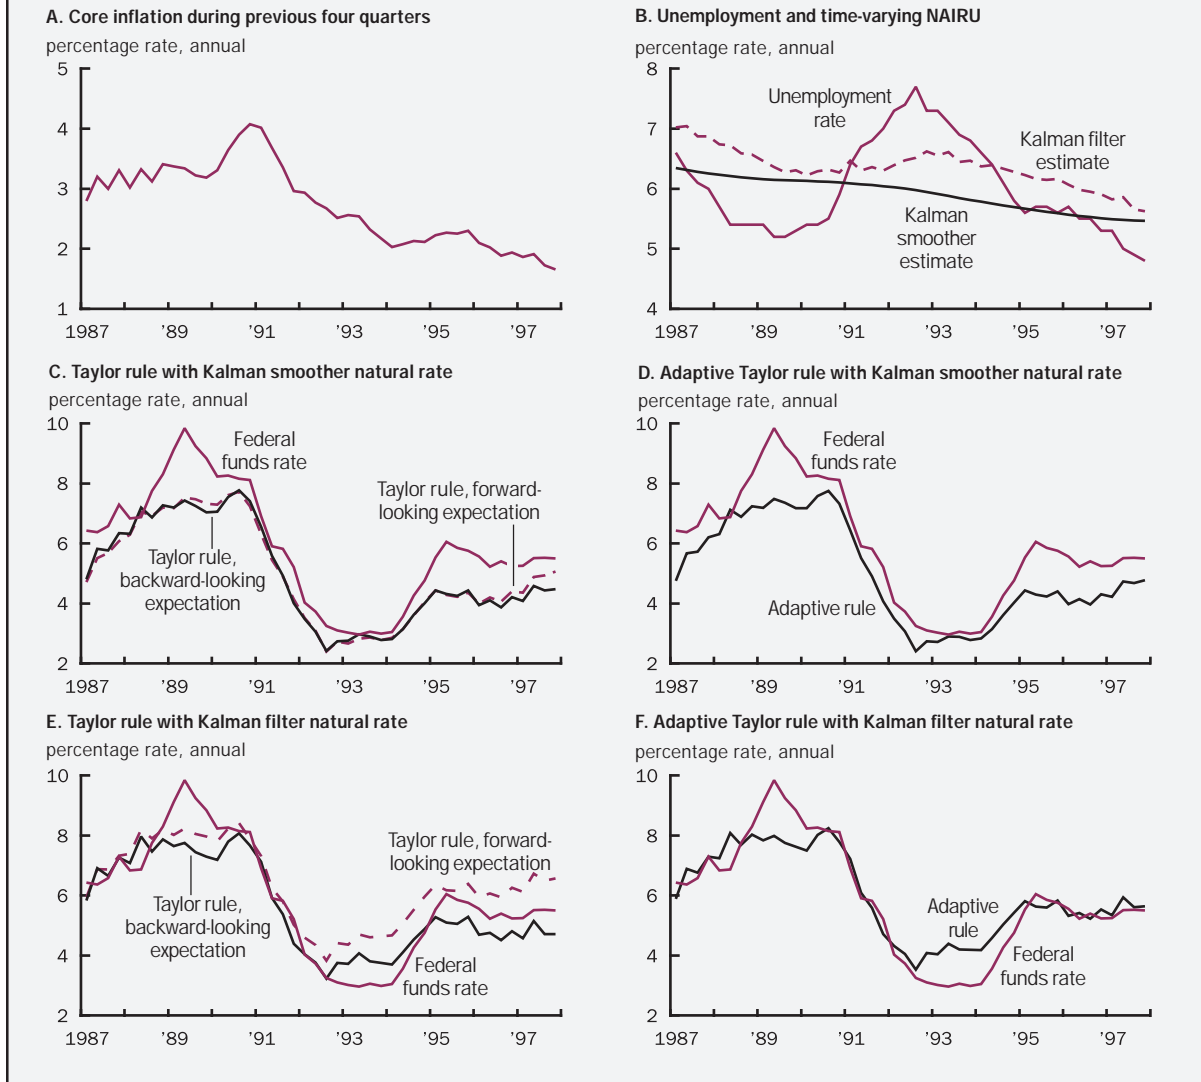 A. Core inflation during previous four quarters
percentage rate, annual
5
4
3
2
1
1987 '89 '91 '93 '95 '97
B. Unemployment and time-varying NAIRU
percentage rate, annual
8
7
6
5
4
Unemployment
rate
Kalman filter
estimate
Kalman
smoother
estimate
1987 '89 '91 '93 '95 '97
C. Taylor rule with Kalman smoother natural rate
percentage rate, annual
10
8
6
4
2
Federal
funds rate
Taylor rule, forward-
looking expectation
Taylor rule,
backward-looking
expectation
1987 '89 '91 '93 '95 '97
D. Adaptive Taylor rule with Kalman smoother natural rate
percentage rate, annual
10
8
6
4
2
Federal
funds rate
Adaptive rule
1987 '89 '91 '93 '95 '97
E. Taylor rule with Kalman filter natural rate
percentage rate, annual
10
8
6
4
2
Taylor rule, forward-
looking expectation
Taylor rule,
backward-looking
expectation
Federal
funds rate
1987 '89 '91 '93 '95 '97
F. Adaptive Taylor rule with Kalman filter natural rate
percentage rate, annual
10
8
6
4
2
Adaptive
rule
Federal
funds rate
1987 '89 '91 '93 '95 '97